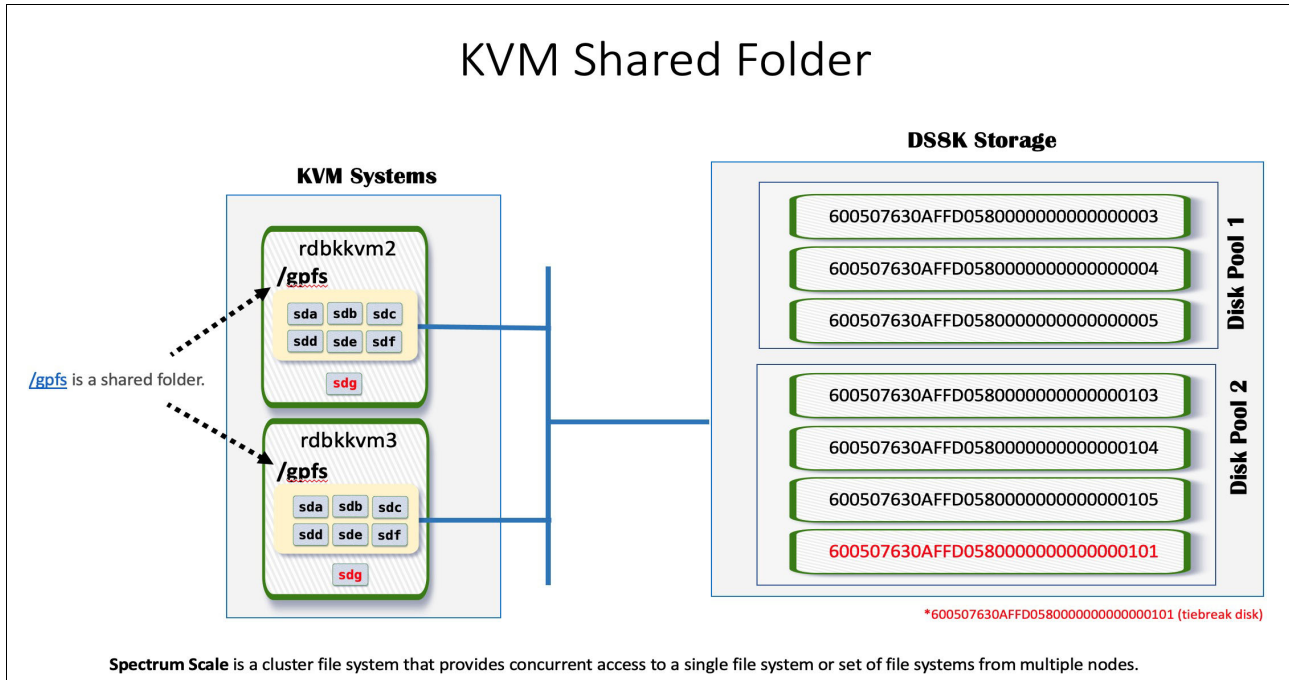 KVM Shared Folder
KVM Systems
rdbkkvm2
/gpfs
sda sdb sdc
sdd sde sdf
sdg
/gpfs is a shared folder.
rdbkkvm3
/gpfs
sda sdb sdc
sdd sde sdf
sdg
DS8K Storage
600507630AFFD0580000000000000003
600507630AFFD0580000000000000004
600507630AFFD0580000000000000005
Disk Pool 1
600507630AFFD0580000000000000103
600507630AFFD0580000000000000104
600507630AFFD0580000000000000105
600507630AFFD0580000000000000101
Disk Pool 2
*600507630AFFD0580000000000000101 (tiebreak disk)
Spectrum Scale is a cluster file system that provides concurrent access to a single file system or set of file systems from multiple nodes.